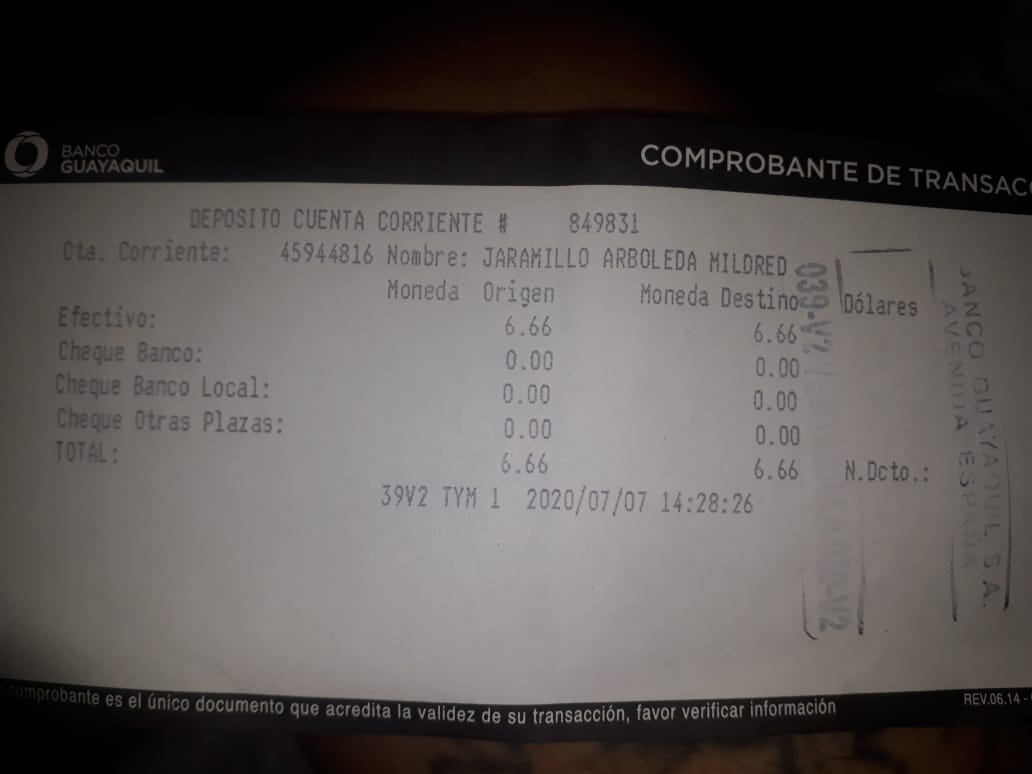 BANCO
GUAYAQUIL
COMPROBANTE DE TRANSACC
DEPOSITO CUENTA CORRIENTE # 849831
Cta. Corriente: 45944816 Nombre: JARAMILLO ARBOLEDA MILDRED
Moneda Origen Moneda Destino Dólares
Efectivo: 6.66 6.66
Cheque Banco: 0.00 0.00
Cheque Banco Local: 0.00 0.00
Cheque Otras Plazas: 0.00 0.00
TOTAL: 6.66 6.66 N.Dcto.:
39V2 TYM 1 2020/07/07 14:28:26
039-V2
BANCO GUAYAQUIL S.A.
AVENIDA ESPAÑA
comprobante es el único documento que acredita la validez de su transacción, favor verificar información
REV.06.14 -